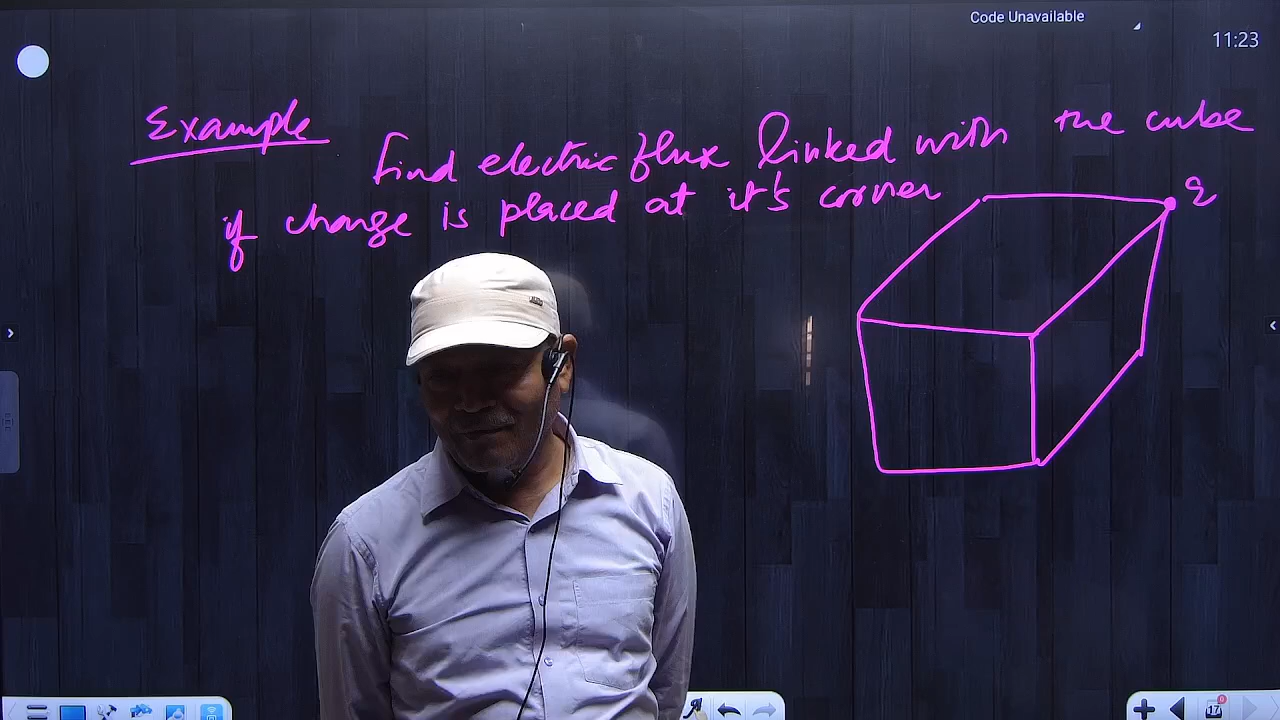 Code Unavailable
11:23
Example
find electric flux linked with the cube
if charge is placed at it's corner
q
17